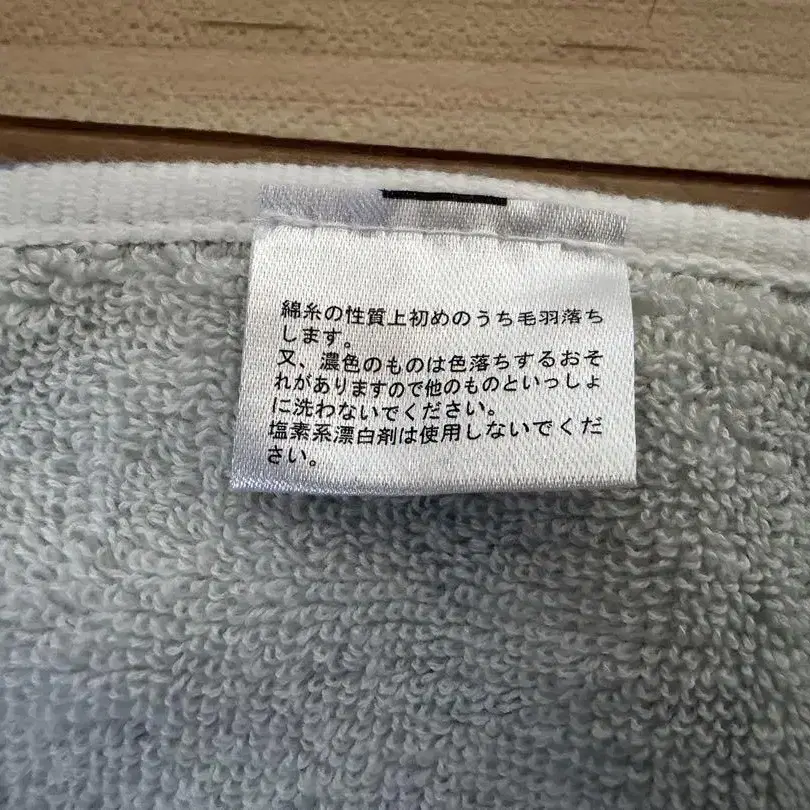 綿糸の性質上初めのうち毛羽落ち
します。
又、濃色のものは色落ちするおそ
れがありますので他のものといっしょ
に洗わないでください。
塩素系漂白剤は使用しないでくだ
さい。